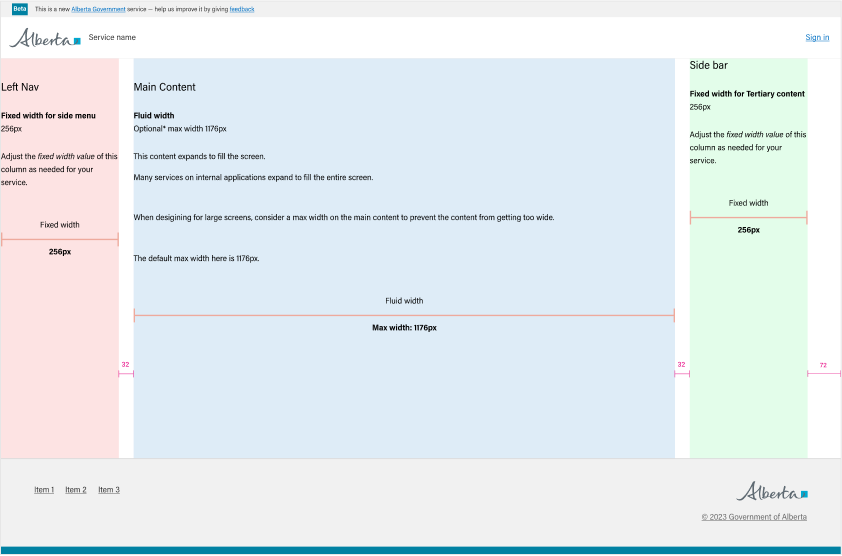 Beta This is a new Alberta Government service — help us improve it by giving feedback
Alberta Service name Sign in
Left Nav
Fixed width for side menu
256px
Adjust the fixed width value of this
column as needed for your
service.
Fixed width
256px
Main Content
Fluid width
Optional* max width 1176px
This content expands to fill the screen.
Many services on internal applications expand to fill the entire screen.
When desigining for large screens, consider a max width on the main content to prevent the content from getting too wide.
The default max width here is 1176px.
Fluid width
Max width: 1176px
Side bar
Fixed width for Tertiary content
256px
Adjust the fixed width value of this
column as needed for your
service.
Fixed width
256px
32
32
72
Item 1 Item 2 Item 3
Alberta
© 2023 Government of Alberta